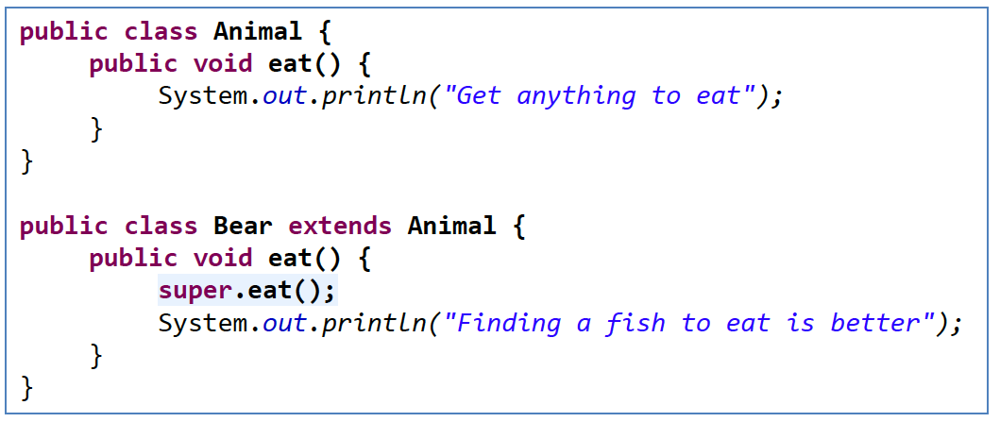 public class Animal {
public void eat() {
System.out.println("Get anything to eat");
}
}
public class Bear extends Animal {
public void eat() {
super.eat();
System.out.println("Finding a fish to eat is better");
}
}